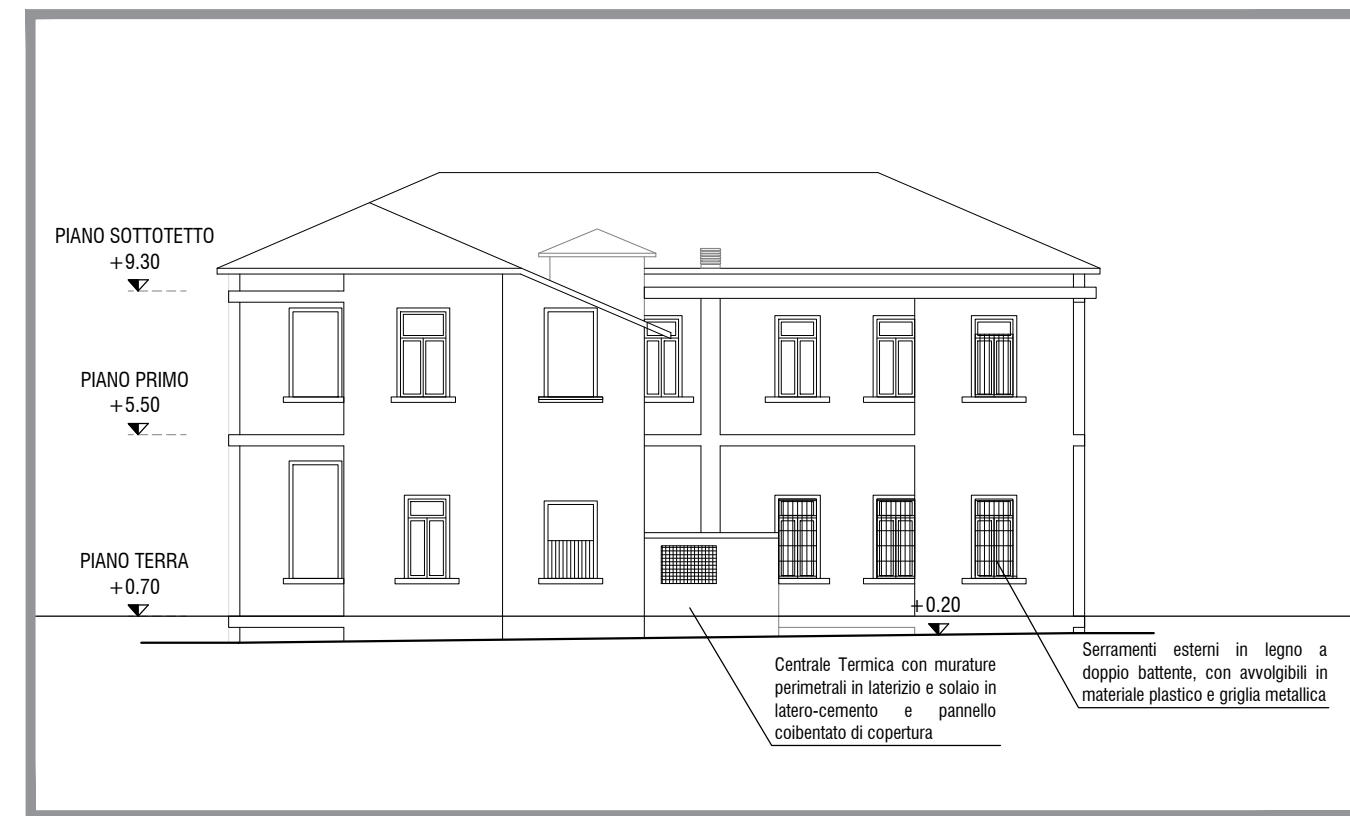 PIANO SOTTOTETTO
+9.30
PIANO PRIMO
+5.50
PIANO TERRA
+0.70
+0.20
Centrale Termica con murature
perimetrali in laterizio e solaio in
latero-cemento e pannello
coibentato di copertura
Serramenti esterni in legno a
doppio battente, con avvolgibili in
materiale plastico e griglia metallica